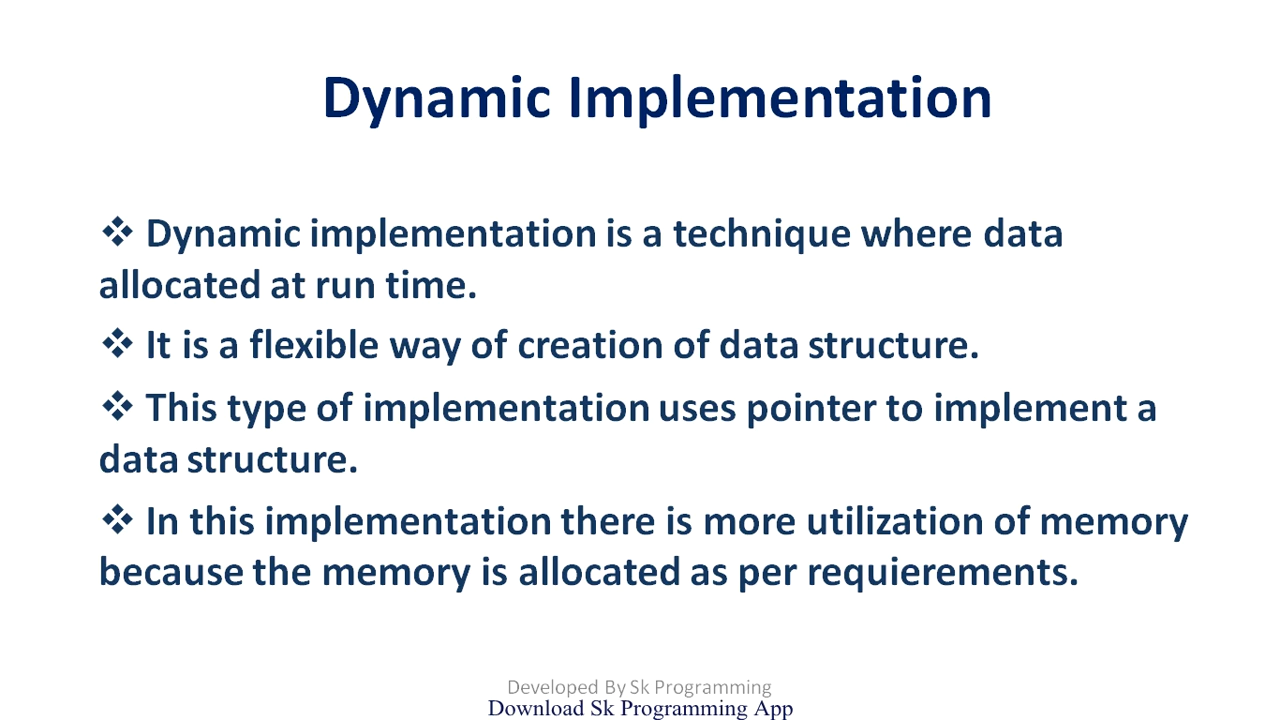 Dynamic Implementation
❖ Dynamic implementation is a technique where data
allocated at run time.
❖ It is a flexible way of creation of data structure.
❖ This type of implementation uses pointer to implement a
data structure.
❖ In this implementation there is more utilization of memory
because the memory is allocated as per requierements.
Developed By Sk Programming
Download Sk Programming App